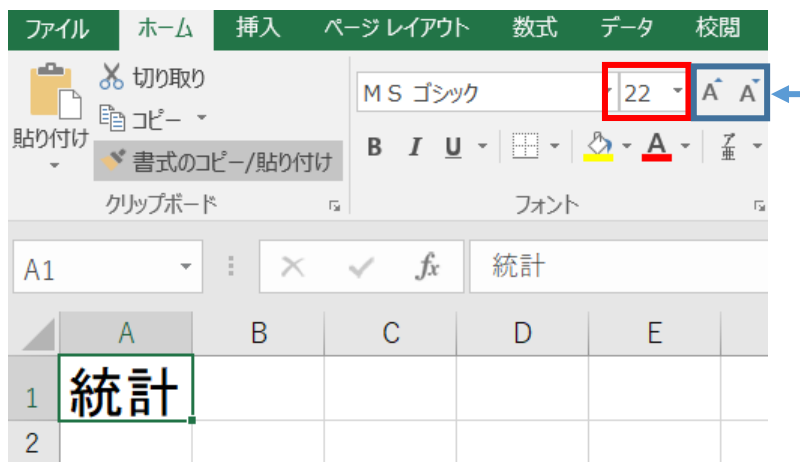 ファイル ホーム 挿入 ページ レイアウト 数式 データ 校閲
切り取り
コピー
貼り付け
書式のコピー/貼り付け
クリップボード
ＭＳ ゴシック 22 A A
B I U A ア亜
フォント
A1 fx 統計
A B C D E
1 統計
2